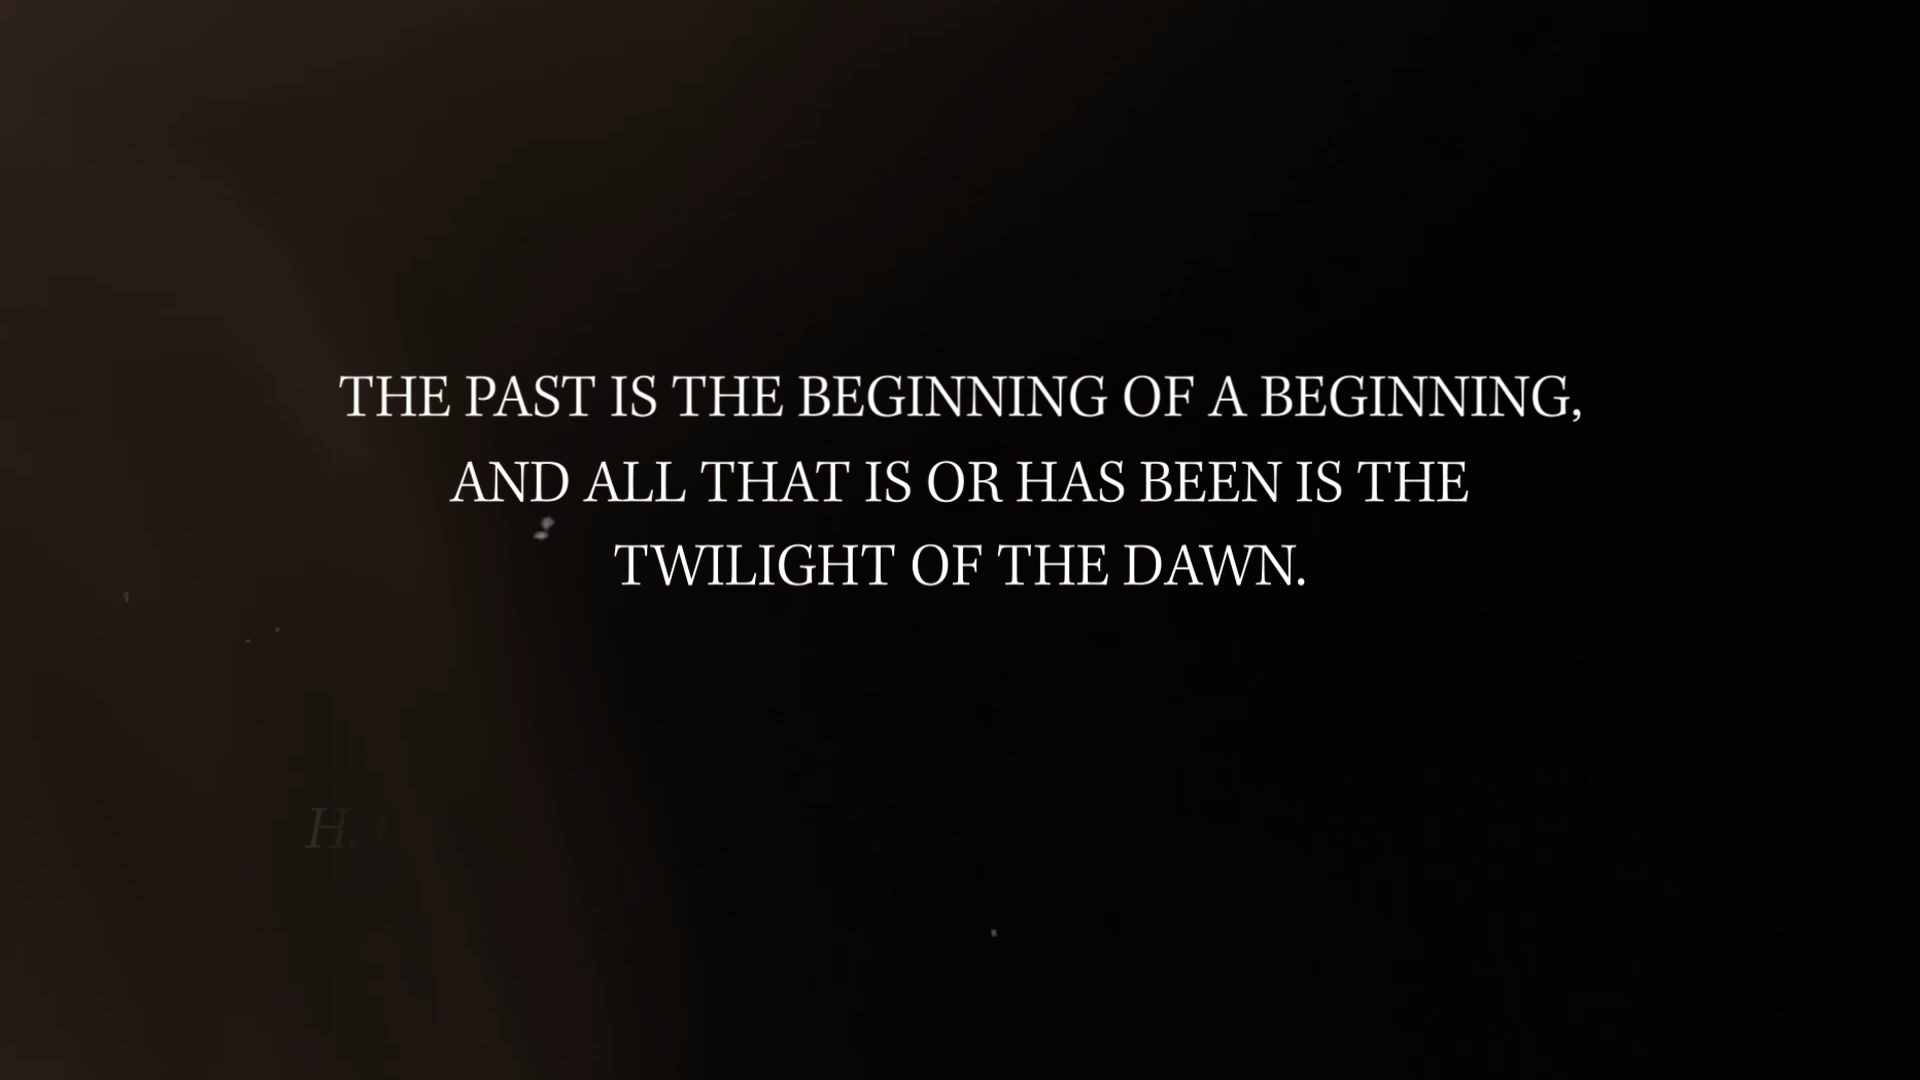 THE PAST IS THE BEGINNING OF A BEGINNING,
AND ALL THAT IS OR HAS BEEN IS THE
TWILIGHT OF THE DAWN.
H.